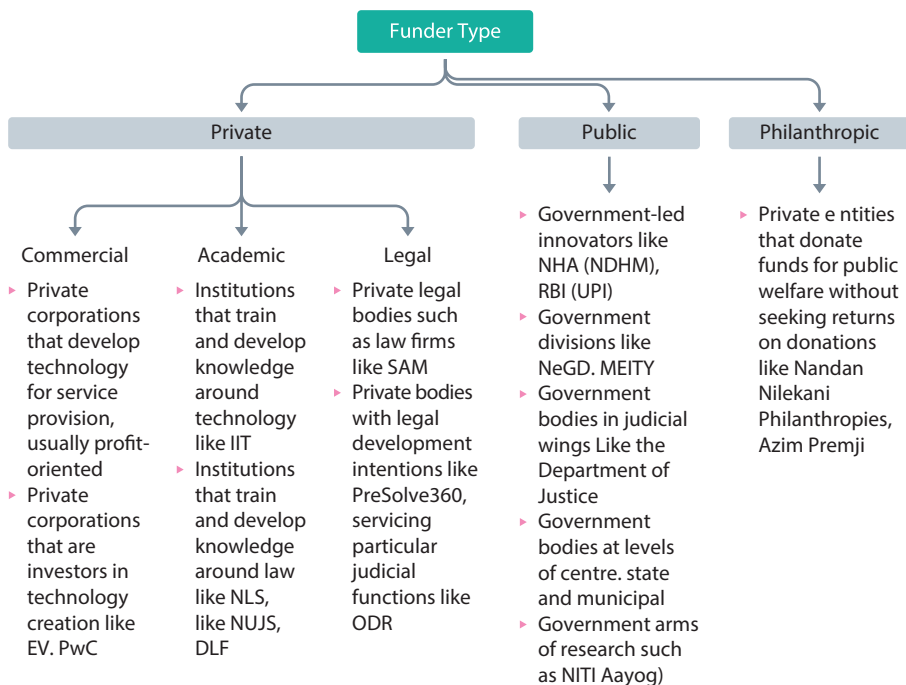 Funder Type
Private
Public
Philanthropic
Commercial
▸ Private
corporations
that develop
technology
for service
provision,
usually profit-
oriented
▸ Private
corporations
that are
investors in
technology
creation like
EV. PwC
Academic
▸ Institutions
that train
and develop
knowledge
around
technology
like IIT
▸ Institutions
that train
and develop
knowledge
around law
like NLS,
like NUJS,
DLF
Legal
▸ Private legal
bodies such
as law firms
like SAM
▸ Private bodies
with legal
development
intentions like
PreSolve360,
servicing
particular
judicial
functions like
ODR
▸ Government-led
innovators like
NHA (NDHM),
RBI (UPI)
▸ Government
divisions like
NeGD. MEITY
▸ Government
bodies in judicial
wings Like the
Department of
Justice
▸ Government
bodies at levels
of centre. state
and municipal
▸ Government arms
of research such
as NITI Aayog)
▸ Private e ntities
that donate
funds for public
welfare without
seeking returns
on donations
like Nandan
Nilekani
Philanthropies,
Azim Premji